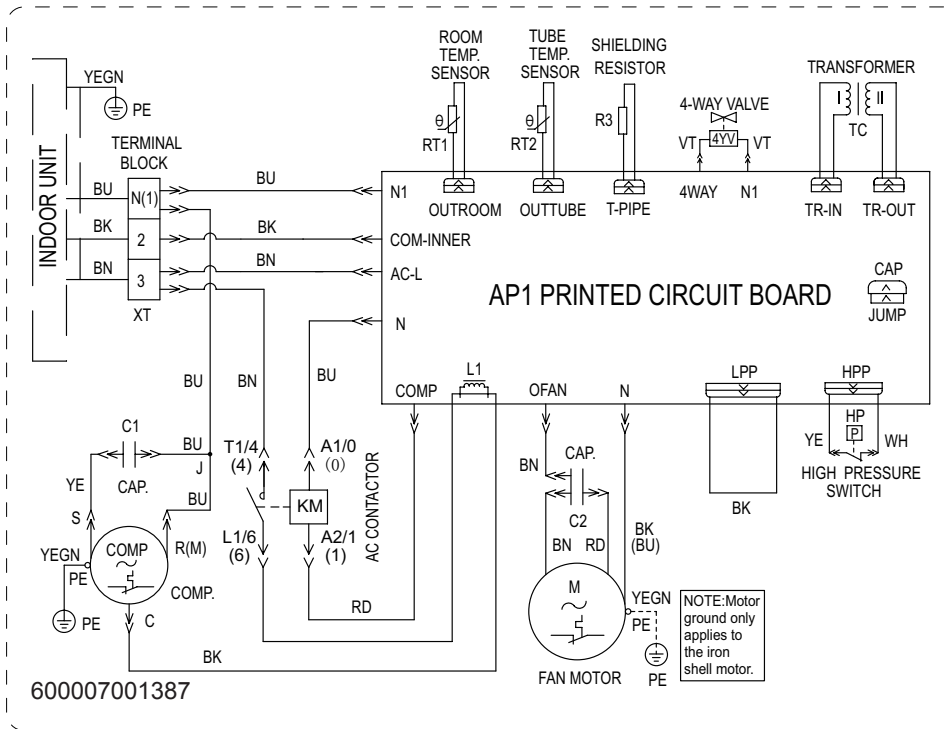 ROOM
TEMP.
SENSOR
TUBE
TEMP.
SENSOR
SHIELDING
RESISTOR
TRANSFORMER
YEGN
PE
θ
RT1
θ
RT2
R3
4-WAY VALVE
VT
4YV
VT
I
II
TC
INDOOR UNIT
TERMINAL
BLOCK
BU
N(1)
BU
N1
OUTROOM
OUTTUBE
T-PIPE
4WAY
N1
TR-IN
TR-OUT
BK
2
BK
COM-INNER
BN
3
BN
AC-L
XT
AP1 PRINTED CIRCUIT BOARD
CAP
JUMP
N
BU
BN
BU
COMP
L1
OFAN
N
LPP
HPP
C1
BU
J
CAP.
YE
BU
S
R(M)
YEGN
PE
COMP
COMP.
PE
C
T1/4
(4)
A1/0
(0)
KM
L1/6
(6)
A2/1
(1)
AC CONTACTOR
RD
BK
BN
CAP.
C2
BN
RD
BK
(BU)
M
YEGN
PE
PE
FAN MOTOR
BK
HP
P
YE
WH
HIGH PRESSURE
SWITCH
NOTE:Motor
ground only
applies to
the iron
shell motor.
600007001387